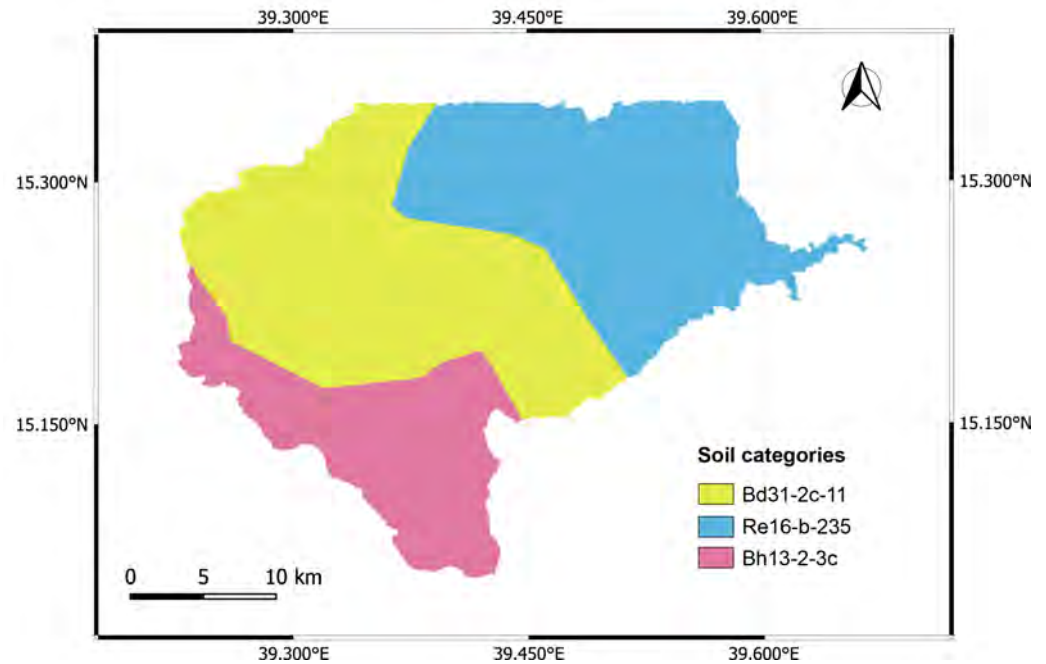 39.300°E 39.450°E 39.600°E
15.300°N 15.300°N
15.150°N 15.150°N
Soil categories
Bd31-2c-11
Re16-b-235
Bh13-2-3c
0 5 10 km
39.300°E 39.450°E 39.600°E